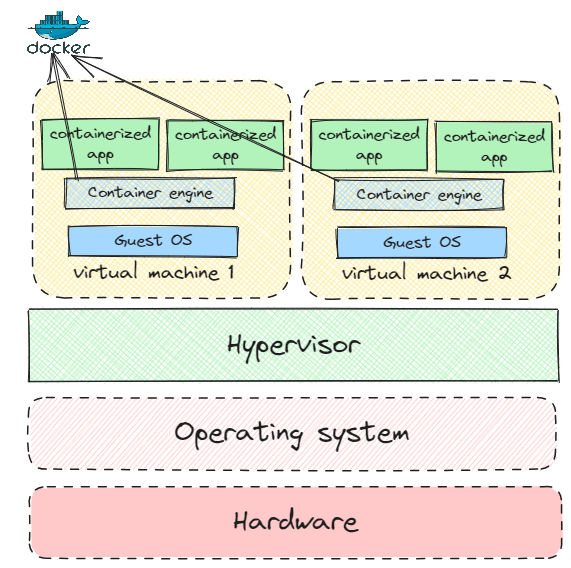 docker
containerized
app
containerized
app
containerized
app
containerized
app
Container engine
Container engine
Guest OS
Guest OS
virtual machine 1
virtual machine 2
Hypervisor
Operating system
Hardware